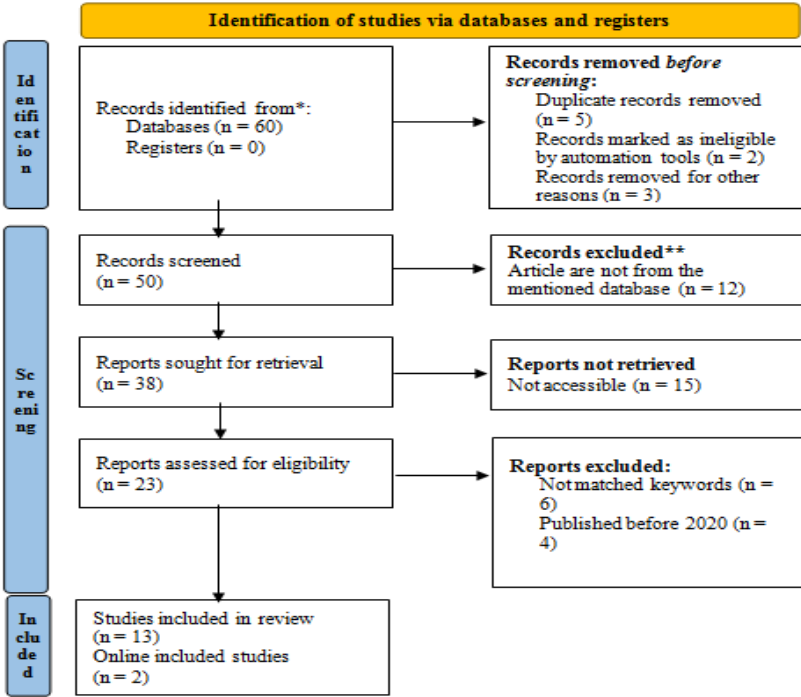 Identification of studies via databases and registers
Id
en
tifi
cat
io
n
Records identified from*:
Databases (n = 60)
Registers (n = 0)
Records removed before
screening:
Duplicate records removed
(n = 5)
Records marked as ineligible
by automation tools (n = 2)
Records removed for other
reasons (n = 3)
Sc
re
eni
ng
Records screened
(n = 50)
Records excluded**
Article are not from the
mentioned database (n = 12)
Reports sought for retrieval
(n = 38)
Reports not retrieved
Not accessible (n = 15)
Reports assessed for eligibility
(n = 23)
Reports excluded:
Not matched keywords (n =
6)
Published before 2020 (n =
4)
In
clu
de
d
Studies included in review
(n = 13)
Online included studies
(n = 2)